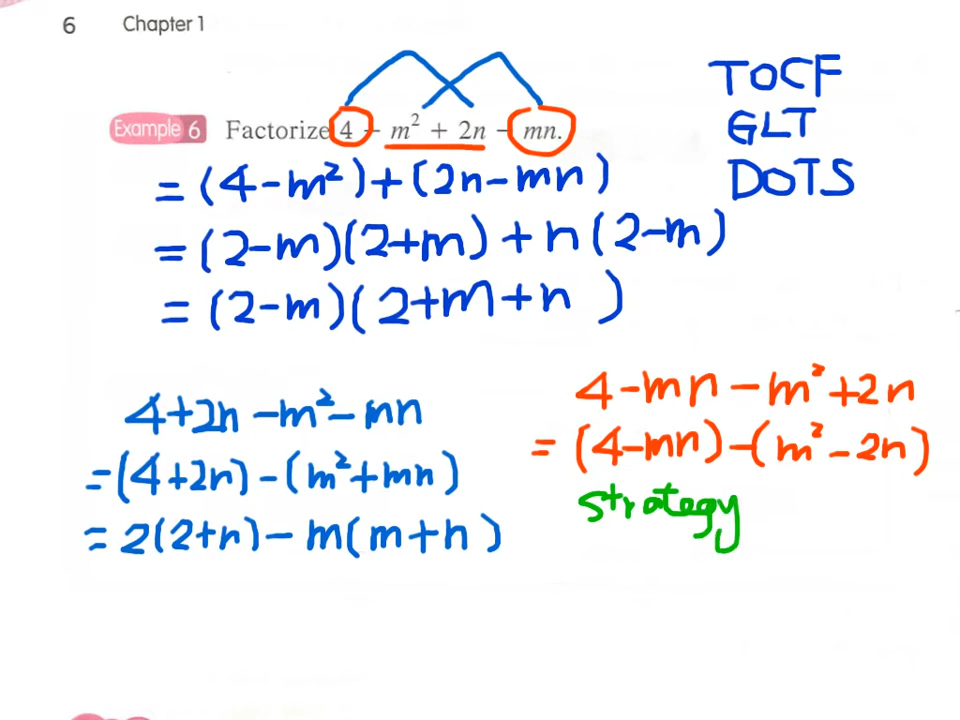 6 Chapter 1
TOCF
GLT
DOTS
Example 6 Factorize 4 - m² + 2n - mn.
= (4-m²)+(2n-mn)
= (2-m)(2+m)+n(2-m)
= (2-m)(2+m+n )
4+2n-m²-mn
=(4+2n)-(m²+mn)
= 2(2+n)-m(m+n)
4-mn-m²+2n
= (4-mn)-(m²-2n)
strategy